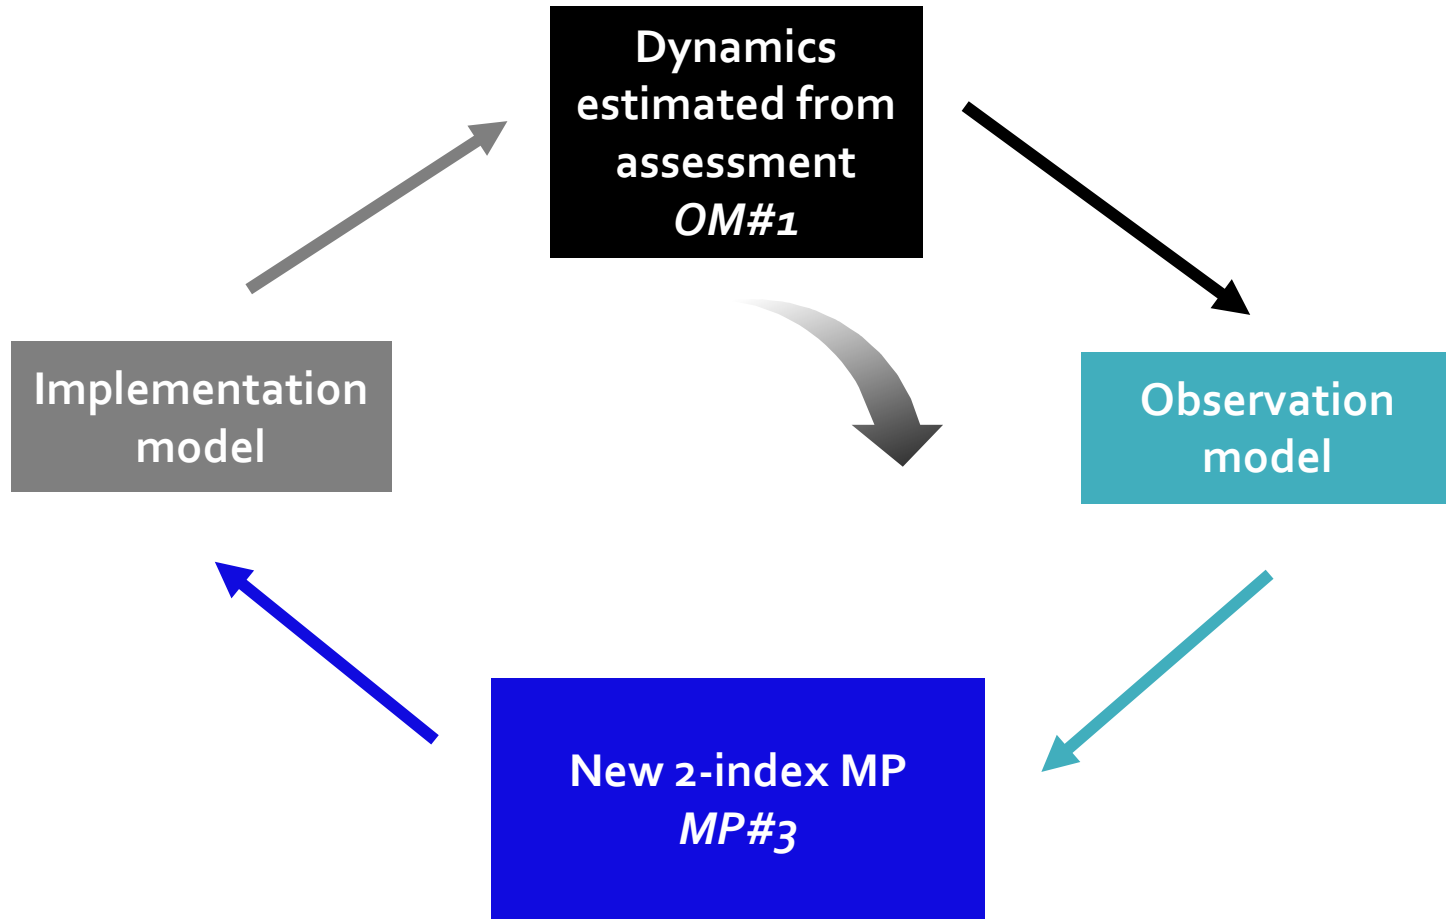 Dynamics
estimated from
assessment
OM#1
Implementation
model
Observation
model
New 2-index MP
MP#3